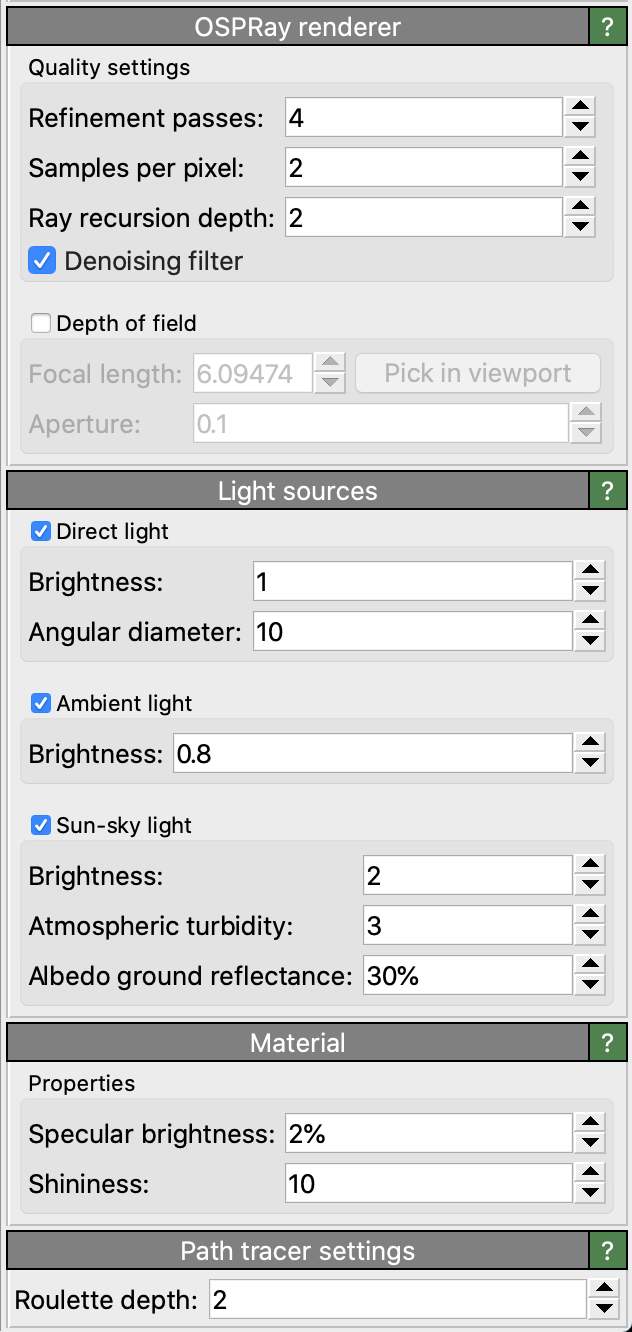 OSPRay renderer ?
Quality settings
Refinement passes: 4
Samples per pixel: 2
Ray recursion depth: 2
Denoising filter
Depth of field
Focal length: 6.09474 Pick in viewport
Aperture: 0.1
Light sources ?
Direct light
Brightness: 1
Angular diameter: 10
Ambient light
Brightness: 0.8
Sun-sky light
Brightness: 2
Atmospheric turbidity: 3
Albedo ground reflectance: 30%
Material ?
Properties
Specular brightness: 2%
Shininess: 10
Path tracer settings ?
Roulette depth: 2